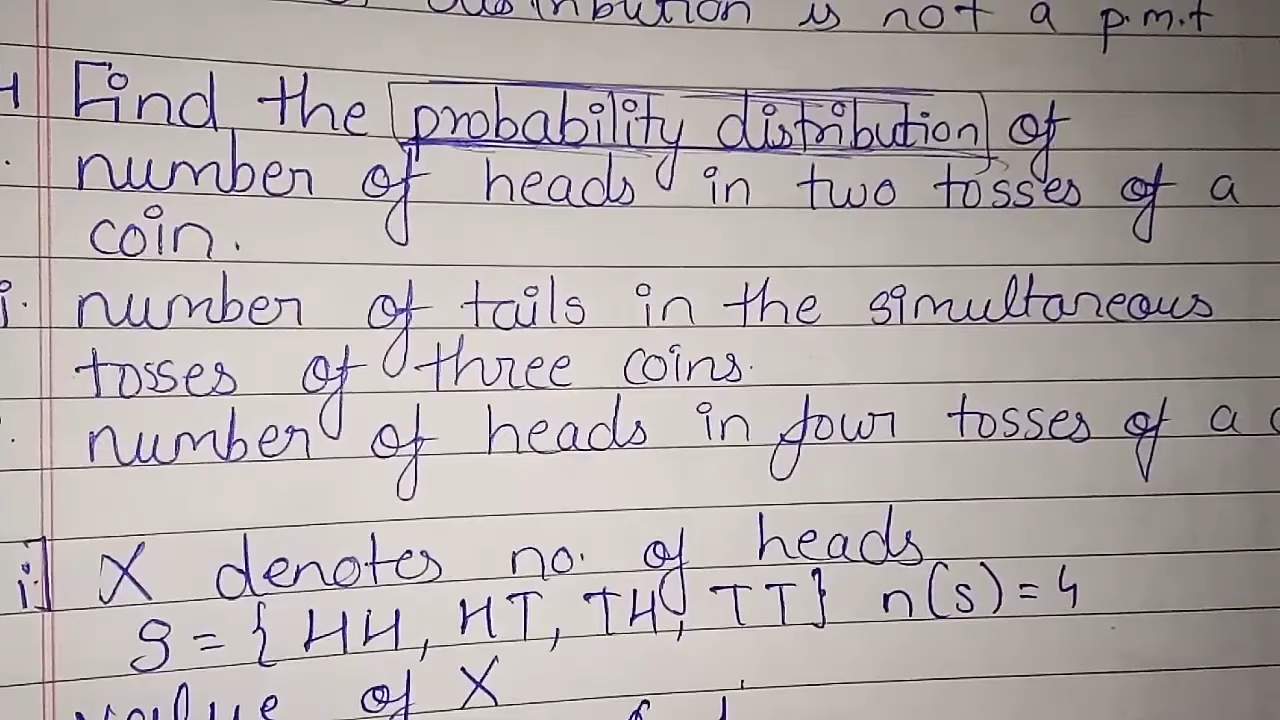 is not a p.m.f
Find the probability distribution of
number of heads in two tosses of a
coin.
number of tails in the simultaneous
tosses of three coins.
number of heads in four tosses of a
i] X denotes no. of heads
S = { HH, HT, TH, TT} n(s) = 4
value of X